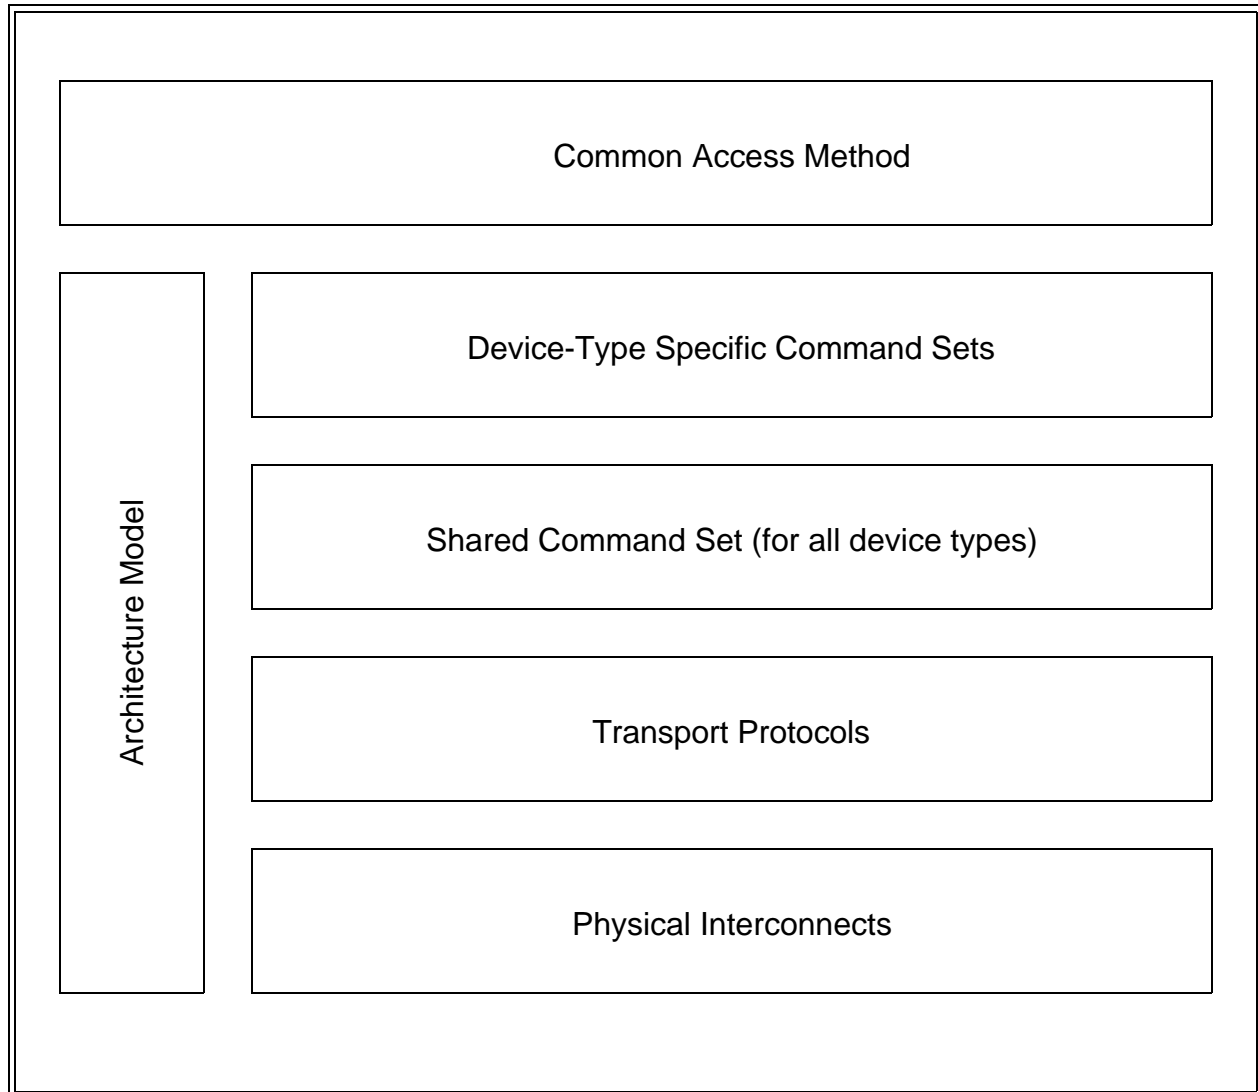 Common Access Method
Architecture Model
Device-Type Specific Command Sets
Shared Command Set (for all device types)
Transport Protocols
Physical Interconnects